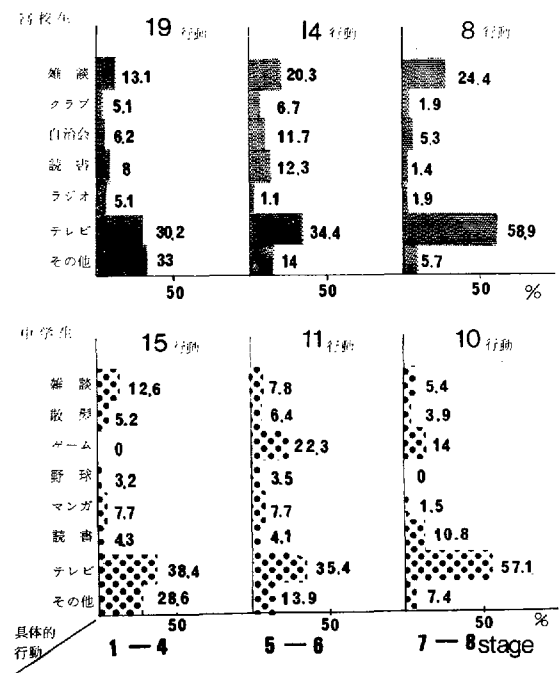 高校生
19行動 14行動 8行動
雑談 13.1 20.3 24.4
クラブ 5.1 6.7 1.9
自治会 6.2 11.7 5.3
読書 8 12.3 1.4
ラジオ 5.1 1.1 1.9
テレビ 30.2 34.4 58.9
その他 33 14 5.7
50 50 50 %
中学生
15行動 11行動 10行動
雑談 12.6 7.8 5.4
散髪 5.2 6.4 3.9
ゲーム 0 22.3 14
野球 3.2 3.5 0
マンガ 7.7 7.7 1.5
読書 4.3 4.1 10.8
テレビ 38.4 35.4 57.1
その他 28.6 13.9 7.4
50 50 50
具体的行動 1—4 5—6 7—8 stage